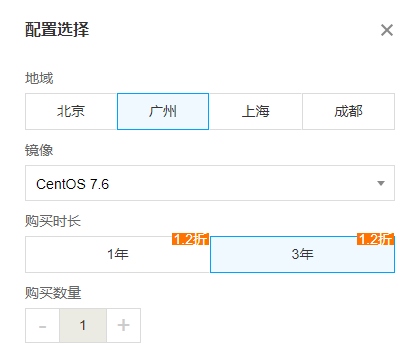 配置选择
地域
北京 广州 上海 成都
镜像
CentOS 7.6
购买时长
1年 1.2折 3年 1.2折
购买数量
- 1 +